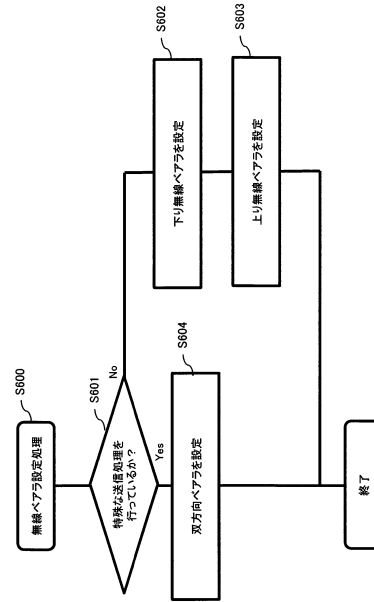 S600
無線ベアラ設定処理
S601
特殊な送信処理を
行っているか？
No
Yes
S602
下り無線ベアラを設定
S603
上り無線ベアラを設定
S604
双方向ベアラを設定
終了